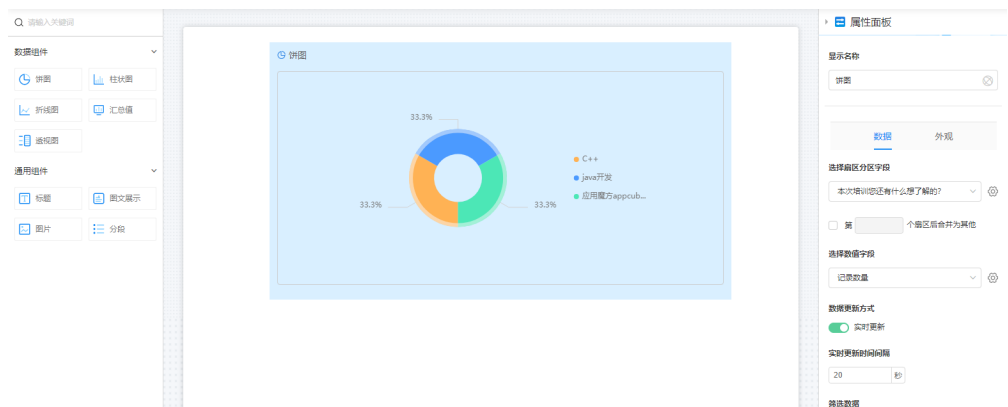 请输入关键词
数据组件
饼图
柱状图
折线图
汇总值
透视图
通用组件
标题
图文展示
图片
分段
饼图
33.3%
33.3%
33.3%
C++
java开发
应用魔方appcub...
属性面板
显示名称
饼图
数据
外观
选择扇区分区字段
本次培训您还有什么想了解的?
第
个扇区后合并为其他
选择数值字段
记录数量
数据更新方式
实时更新
实时更新时间间隔
20
秒
筛选数据